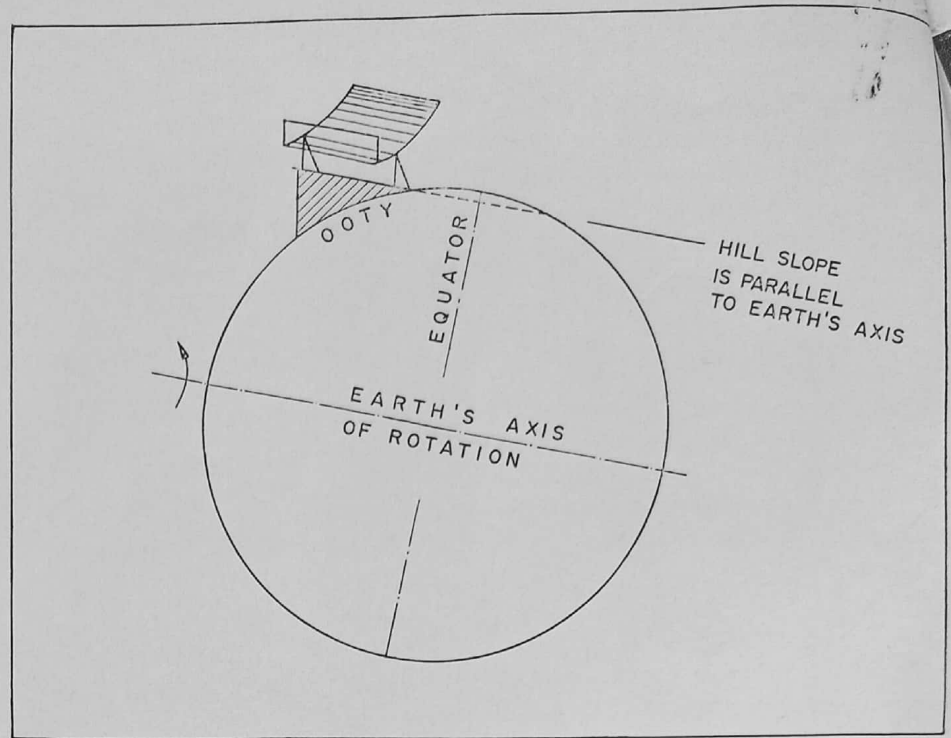 OOTY
EQUATOR
HILL SLOPE
IS PARALLEL
TO EARTH'S AXIS
EARTH'S AXIS
OF ROTATION